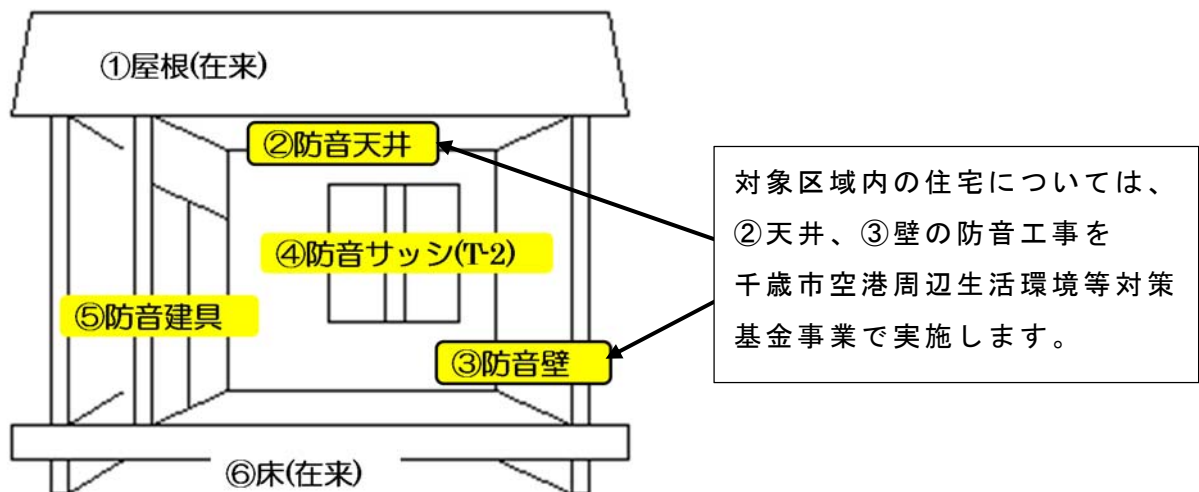 ①屋根(在来)
②防音天井
④防音サッシ(T-2)
⑤防音建具
③防音壁
⑥床(在来)
対象区域内の住宅については、
②天井、③壁の防音工事を
千歳市空港周辺生活環境等対策
基金事業で実施します。